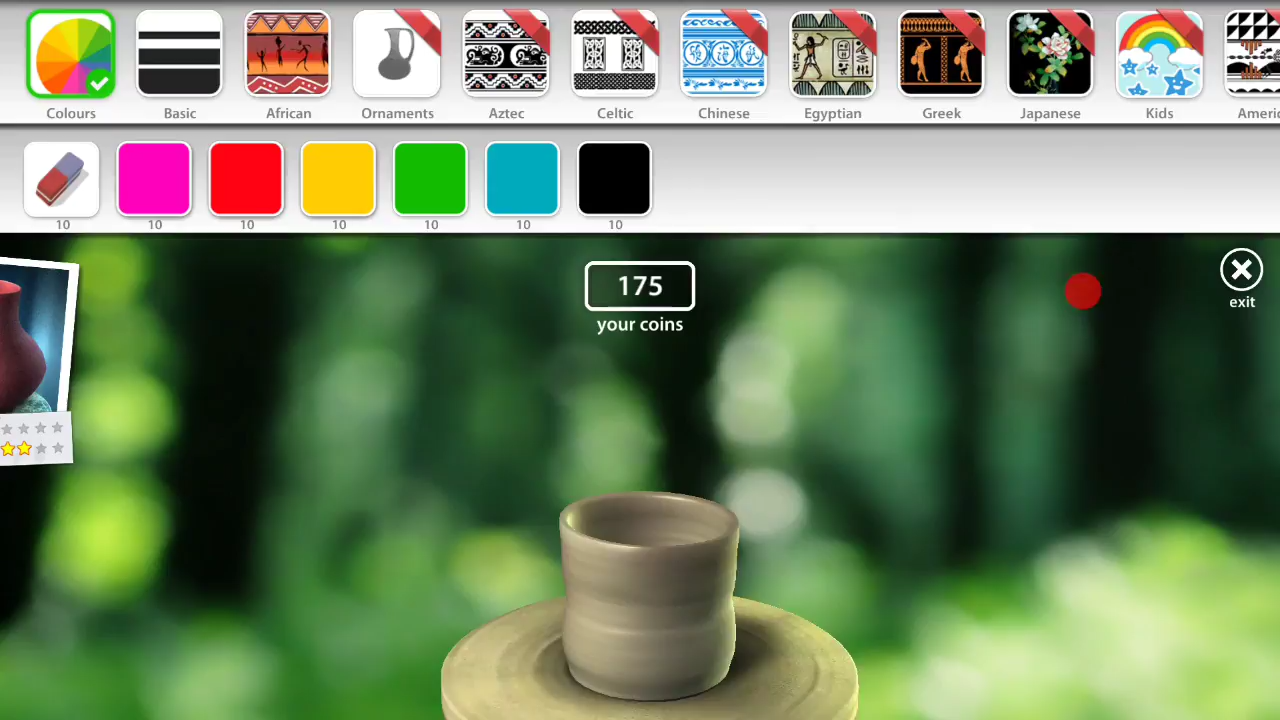 Colours Basic African Ornaments Aztec Celtic Chinese Egyptian Greek Japanese Kids
10 10 10 10 10 10 10
175
your coins
exit